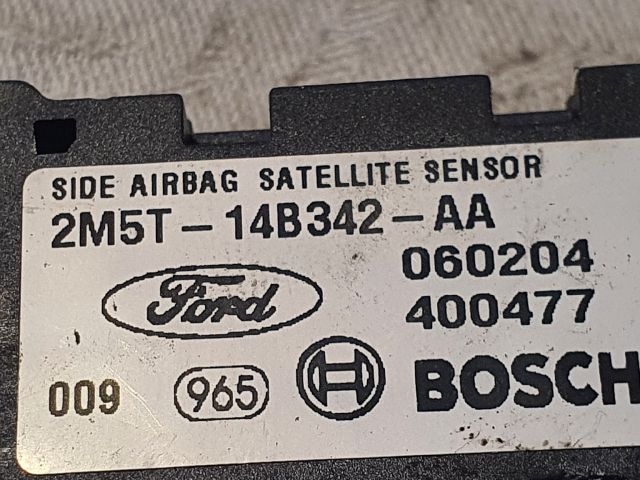 SIDE AIRBAG SATELLITE SENSOR
2M5T-14B342-AA
060204
Ford
400477
009
965
BOSCH